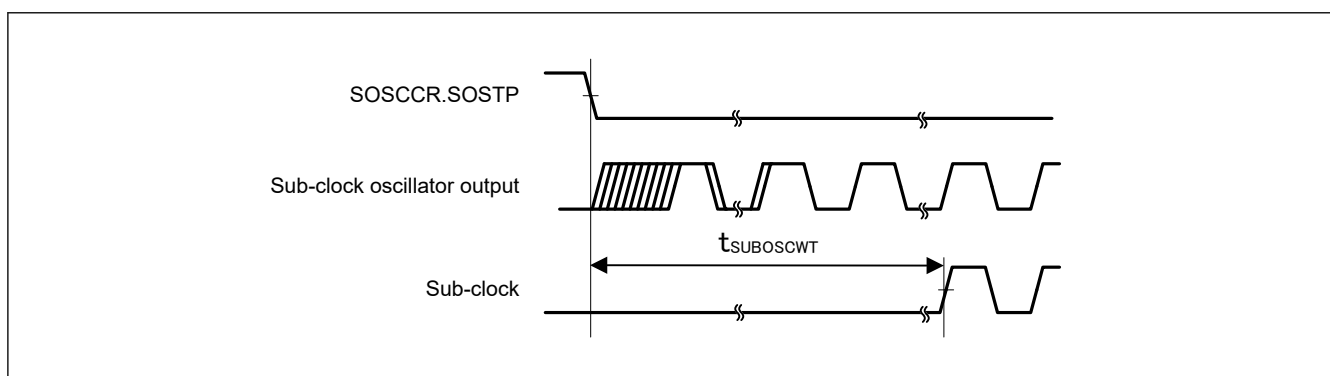 SOSCCR.SOSTP
Sub-clock oscillator output
tSUBOSCWT
Sub-clock